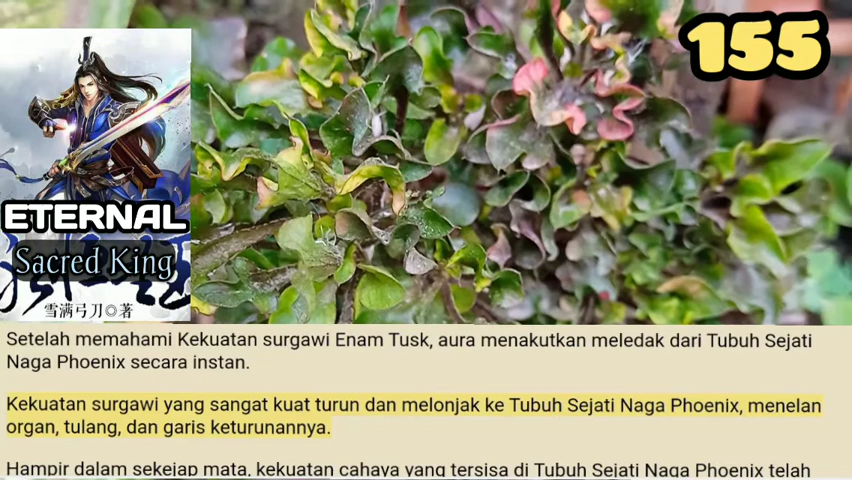 155
ETERNAL
Sacred King
雪满弓刀◎著
Setelah memahami Kekuatan surgawi Enam Tusk, aura menakutkan meledak dari Tubuh Sejati
Naga Phoenix secara instan.
Kekuatan surgawi yang sangat kuat turun dan melonjak ke Tubuh Sejati Naga Phoenix, menelan
organ, tulang, dan garis keturunannya.
Hampir dalam sekejap mata, kekuatan cahaya yang tersisa di Tubuh Sejati Naga Phoenix telah